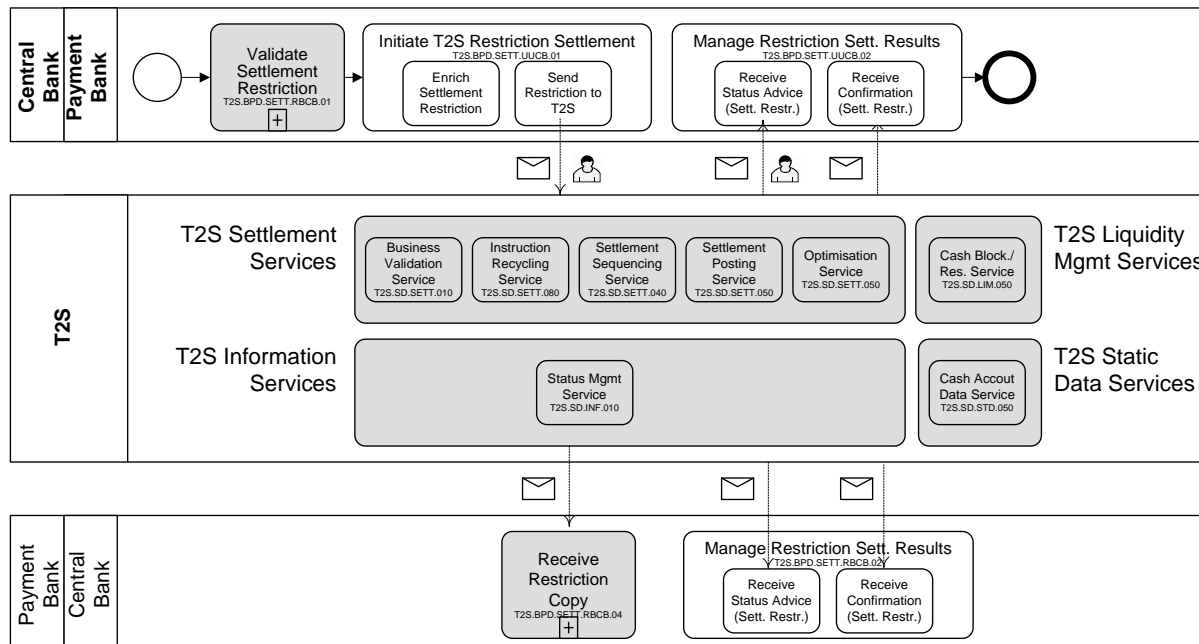 Central
Bank
Payment
Bank
Validate
Settlement
Restriction
T2S.BPD.SETT.RBCB.01
+
Initiate T2S Restriction Settlement
T2S.BPD.SETT.UUCB.01
Enrich
Settlement
Restriction
Send
Restriction to
T2S
Manage Restriction Sett. Results
T2S.BPD.SETT.UUCB.02
Receive
Status Advice
(Sett. Restr.)
Receive
Confirmation
(Sett. Restr.)
T2S
T2S Settlement
Services
Business
Validation
Service
T2S.SD.SETT.010
Instruction
Recycling
Service
T2S.SD.SETT.080
Settlement
Sequencing
Service
T2S.SD.SETT.040
Settlement
Posting
Service
T2S.SD.SETT.050
Optimisation
Service
T2S.SD.SETT.050
Cash Block./
Res. Service
T2S.SD.LIM.050
T2S Liquidity
Mgmt Services
T2S Information
Services
Status Mgmt
Service
T2S.SD.INF.010
Cash Accout
Data Service
T2S.SD.STD.050
T2S Static
Data Services
Payment
Bank
Central
Bank
Receive
Restriction
Copy
T2S.BPD.SETT.RBCB.04
+
Manage Restriction Sett. Results
T2S.BPD.SETT.RBCB.02
Receive
Status Advice
(Sett. Restr.)
Receive
Confirmation
(Sett. Restr.)